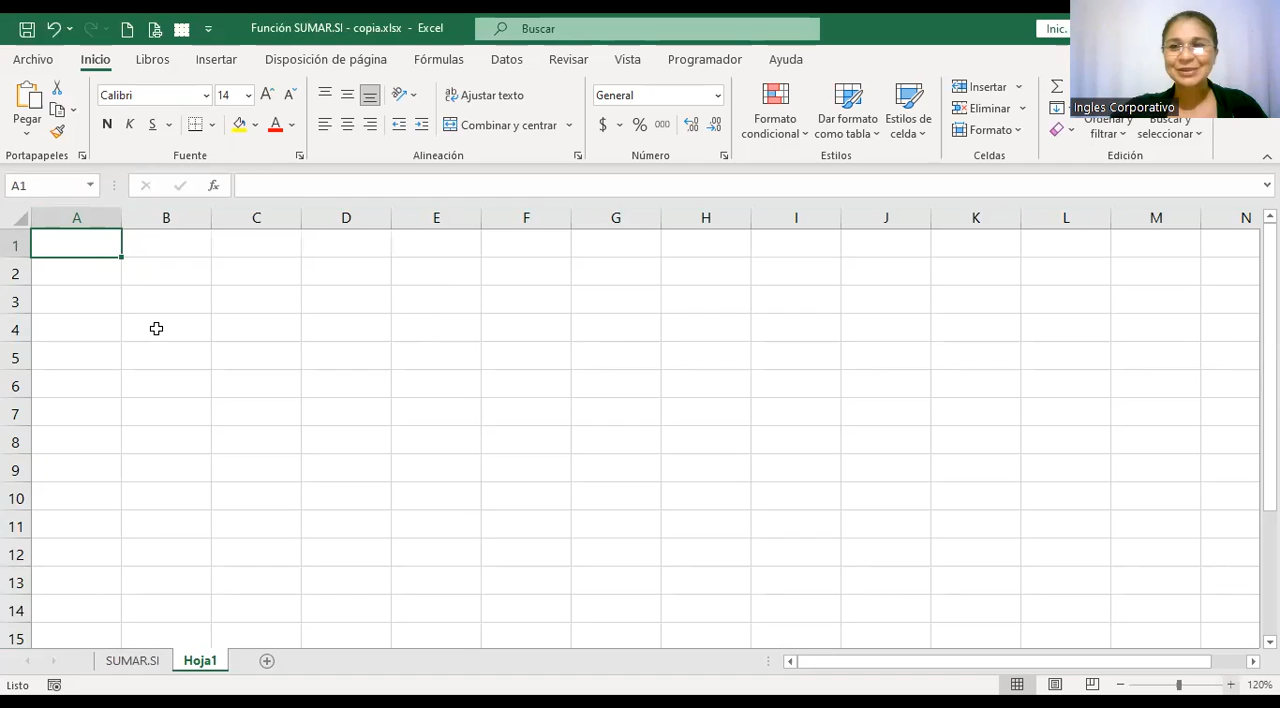 Función SUMAR.SI - copia.xlsx - Excel
Buscar
Inic.
Archivo Inicio Libros Insertar Disposición de página Fórmulas Datos Revisar Vista Programador Ayuda
Pegar
Portapapeles
Calibri 14
N K S
Fuente
Ajustar texto
Combinar y centrar
Alineación
General
$ % 000
Número
Formato condicional
Dar formato como tabla
Estilos de celda
Estilos
Insertar
Eliminar
Formato
Celdas
Ordenar y filtrar
Buscar y seleccionar
Edición
Ingles Corporativo
A1
fx
A B C D E F G H I J K L M N
1
2
3
4
5
6
7
8
9
10
11
12
13
14
15
SUMAR.SI Hoja1
Listo
120%